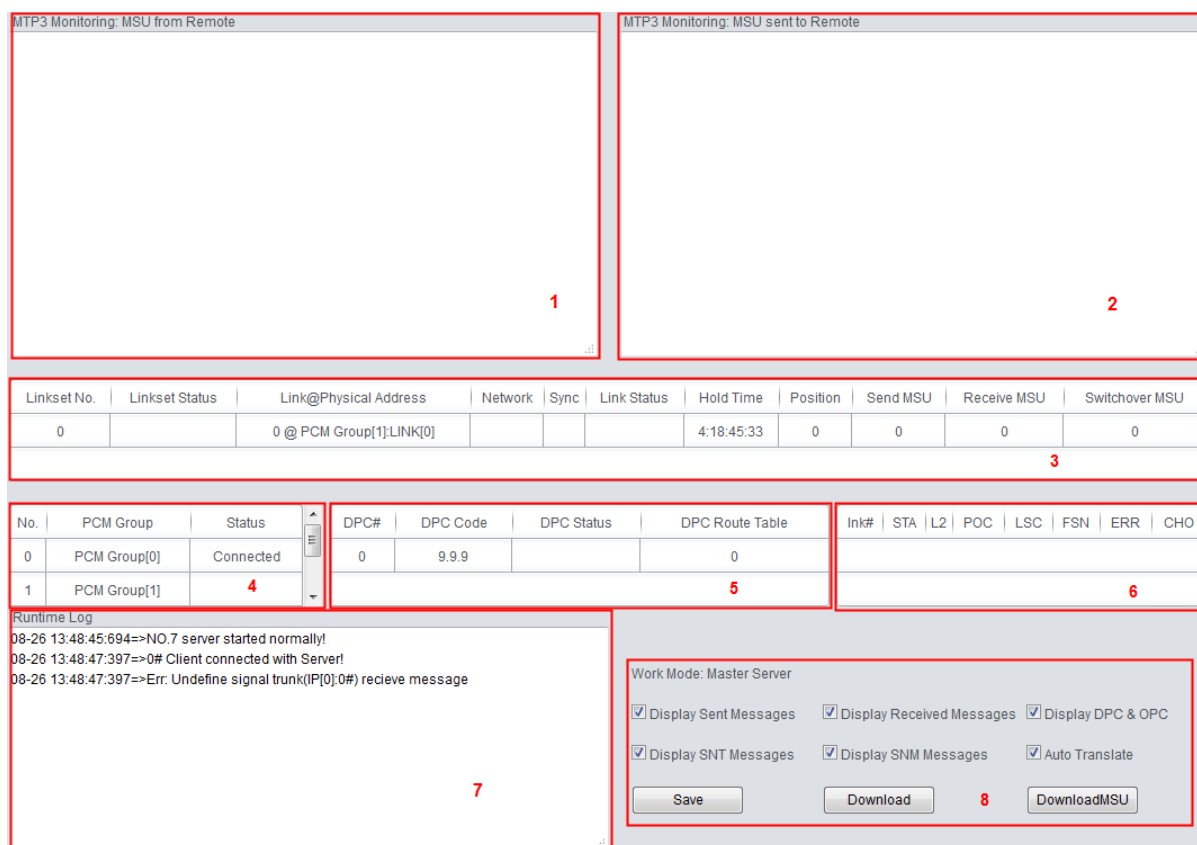 MTP3 Monitoring: MSU from Remote
MTP3 Monitoring: MSU sent to Remote
1
2
Linkset No. Linkset Status Link@Physical Address Network Sync Link Status Hold Time Position Send MSU Receive MSU Switchover MSU
0 0 @ PCM Group[1]:LINK[0] 4:18:45:33 0 0 0 0
3
No. PCM Group Status
0 PCM Group[0] Connected
1 PCM Group[1]
4
DPC# DPC Code DPC Status DPC Route Table
0 9.9.9 0
5
lnk# STA L2 POC LSC FSN ERR CHO
6
Runtime Log
08-26 13:48:45:694=>NO.7 server started normally!
08-26 13:48:47:397=>0# Client connected with Server!
08-26 13:48:47:397=>Err: Undefine signal trunk(IP[0]:0#) recieve message
7
Work Mode: Master Server
Display Sent Messages Display Received Messages Display DPC & OPC
Display SNT Messages Display SNM Messages Auto Translate
Save Download 8 DownloadMSU